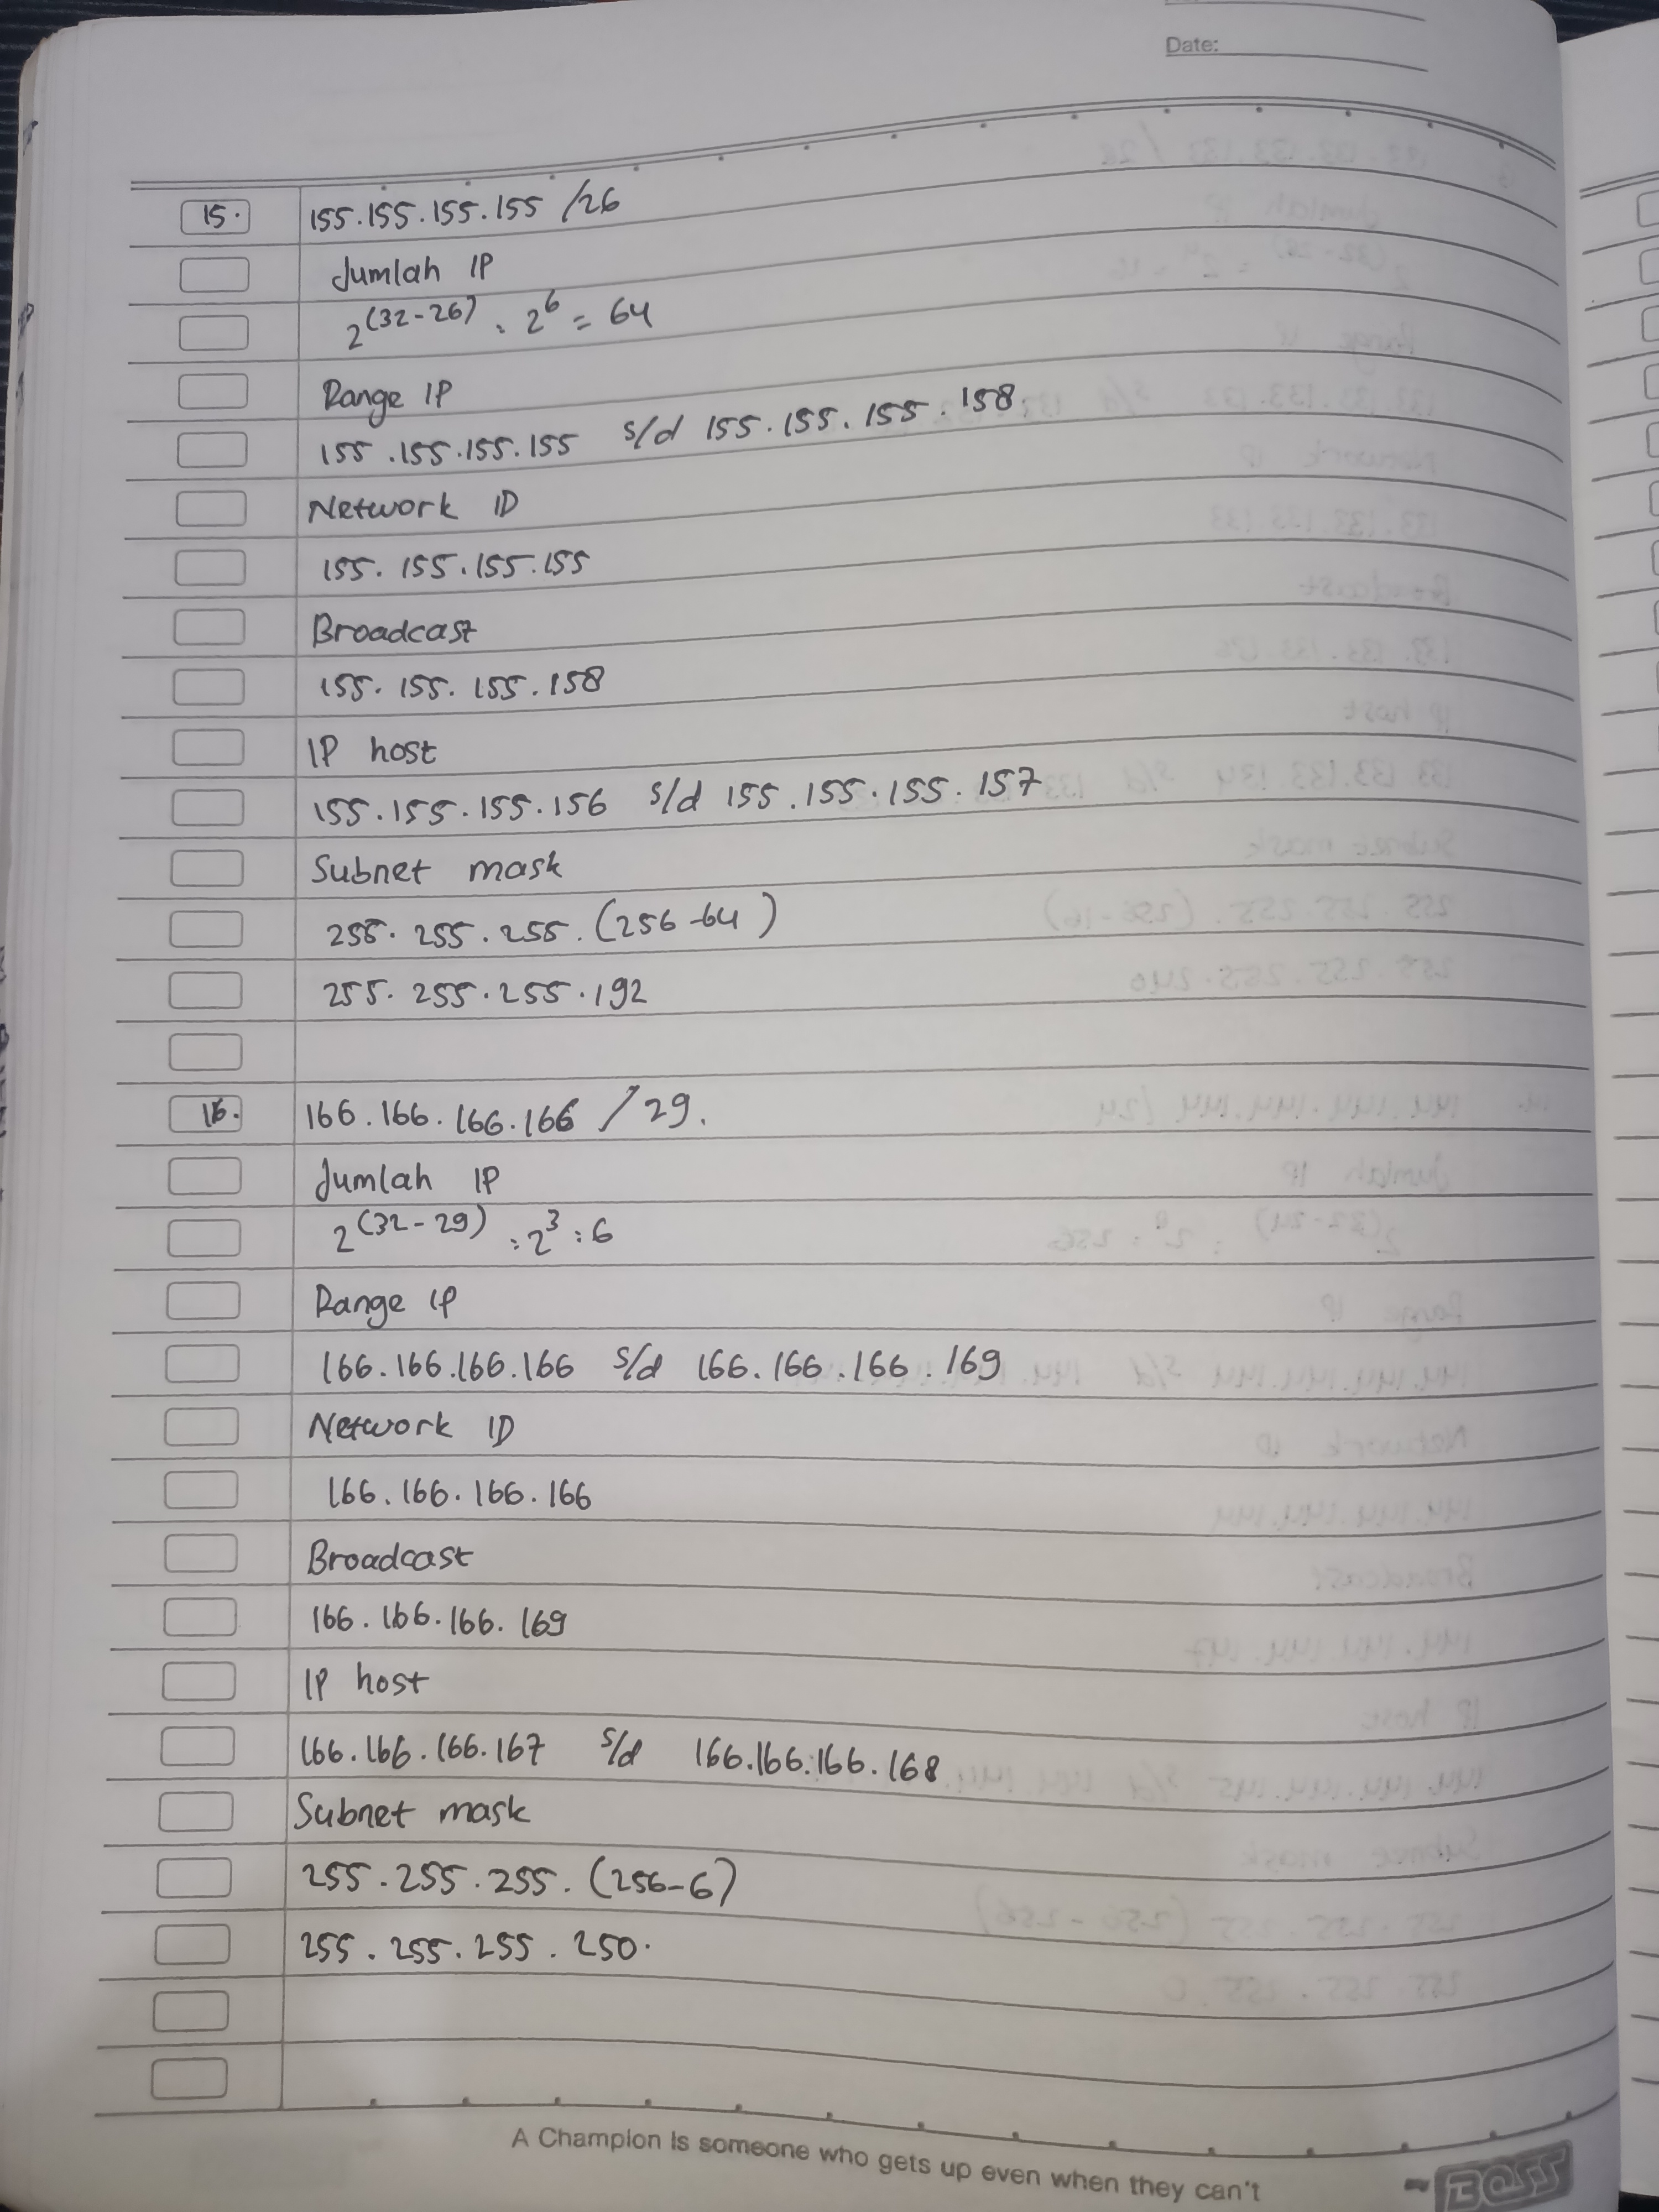 Date:
15. 155.155.155.155 /26
Jumlah IP
2^(32-26) : 2^6 = 64
Range IP
155.155.155.155 s/d 155.155.155.158
Network ID
155.155.155.155
Broadcast
155.155.155.158
IP host
155.155.155.156 s/d 155.155.155.157
Subnet mask
255.255.255.(256-64)
255.255.255.192
16. 166.166.166.166 /29.
Jumlah IP
2^(32-29) : 2^3 : 6
Range IP
166.166.166.166 s/d 166.166.166.169
Network ID
166.166.166.166
Broadcast
166.166.166.169
IP host
166.166.166.167 s/d 166.166.166.168
Subnet mask
255.255.255.(256-6)
255.255.255.250.
A Champion Is someone who gets up even when they can't
BOSS